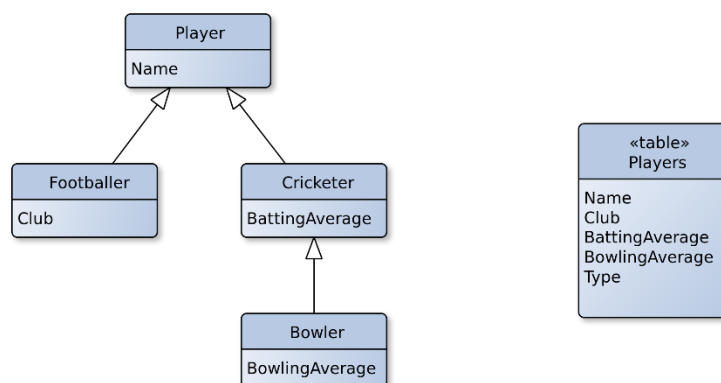 Player
Name
Footballer
Club
Cricketer
BattingAverage
Bowler
BowlingAverage
«table»
Players
Name
Club
BattingAverage
BowlingAverage
Type